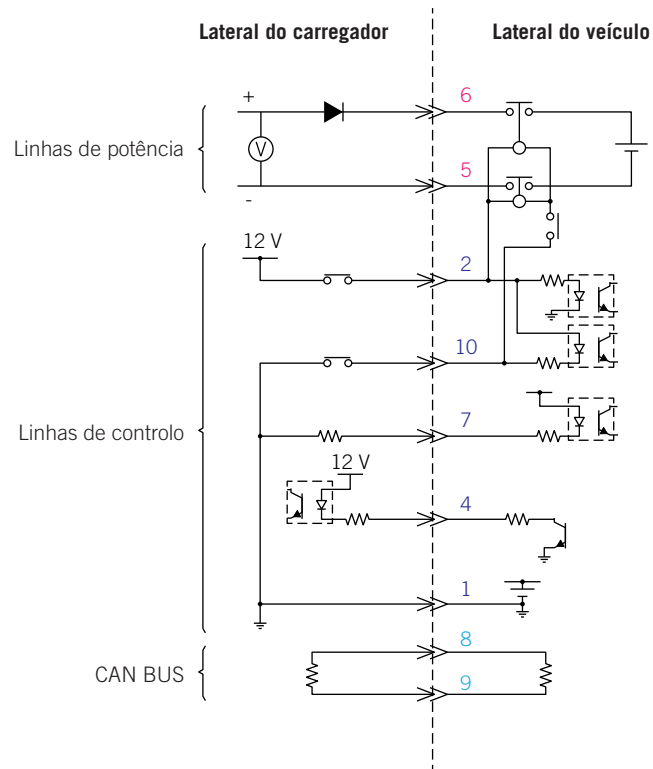 Lateral do carregador
Lateral do veículo
+
6
Linhas de potência
V
5
-
12 V
2
10
Linhas de controlo
7
12 V
4
1
8
CAN BUS
9